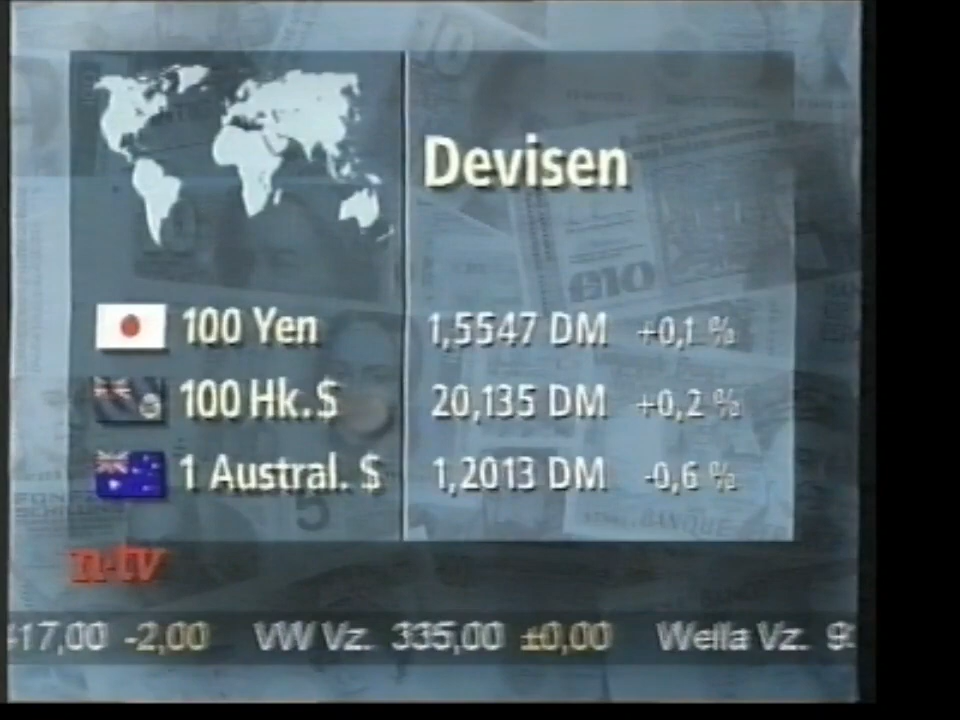 Devisen
100 Yen 1,5547 DM +0,1 %
100 Hk.$ 20,135 DM +0,2 %
1 Austral. $ 1,2013 DM -0,6 %
n-tv
417,00 -2,00 VW Vz. 335,00 ±0,00 Wella Vz.